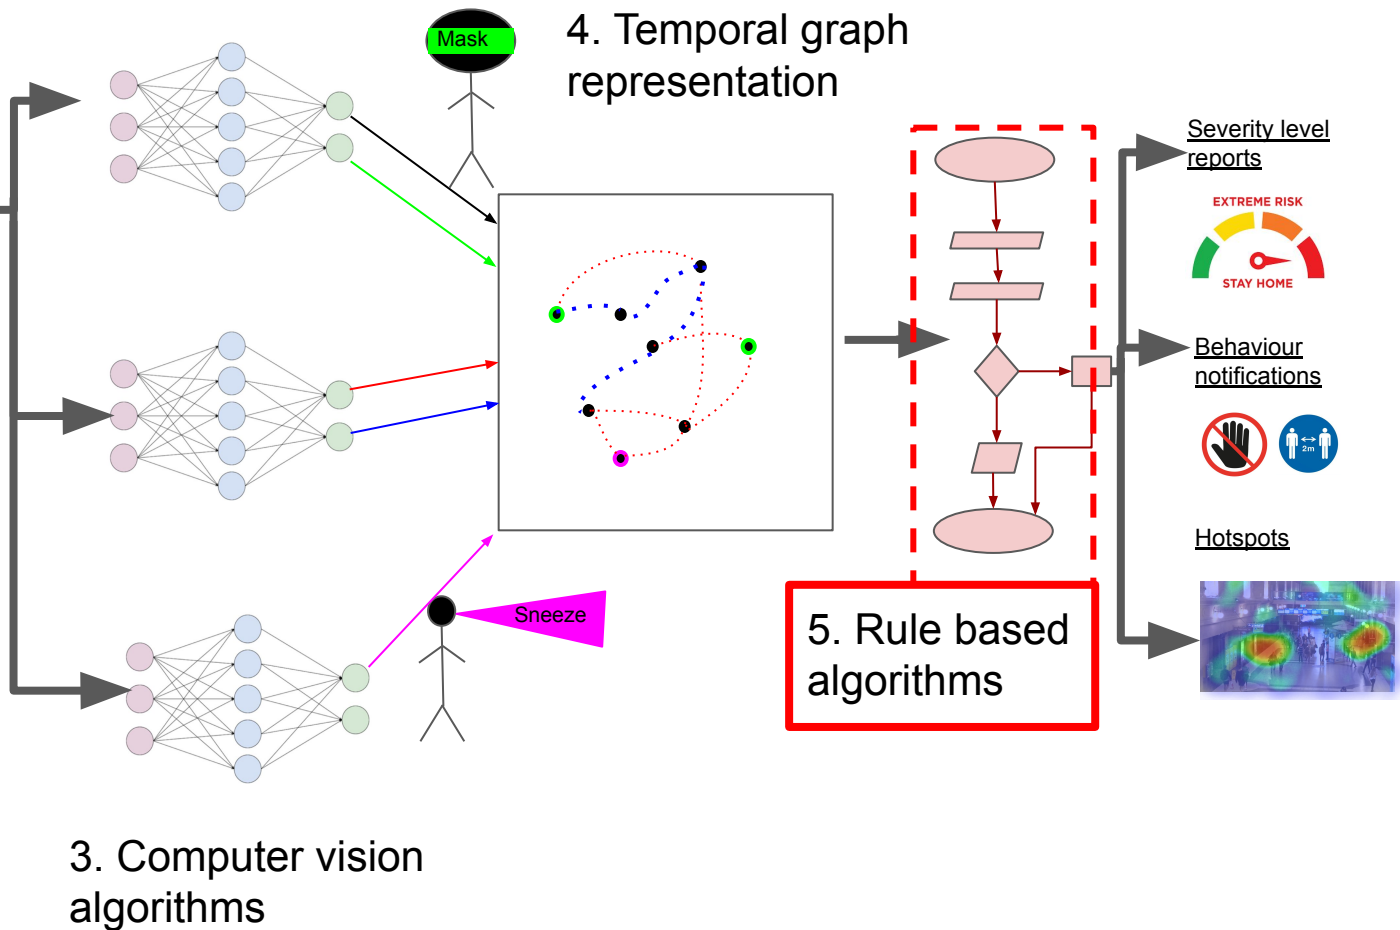 Mask
4. Temporal graph
representation
Severity level
reports
EXTREME RISK
STAY HOME
Behaviour
notifications
2m
Hotspots
Sneeze
5. Rule based
algorithms
3. Computer vision
algorithms